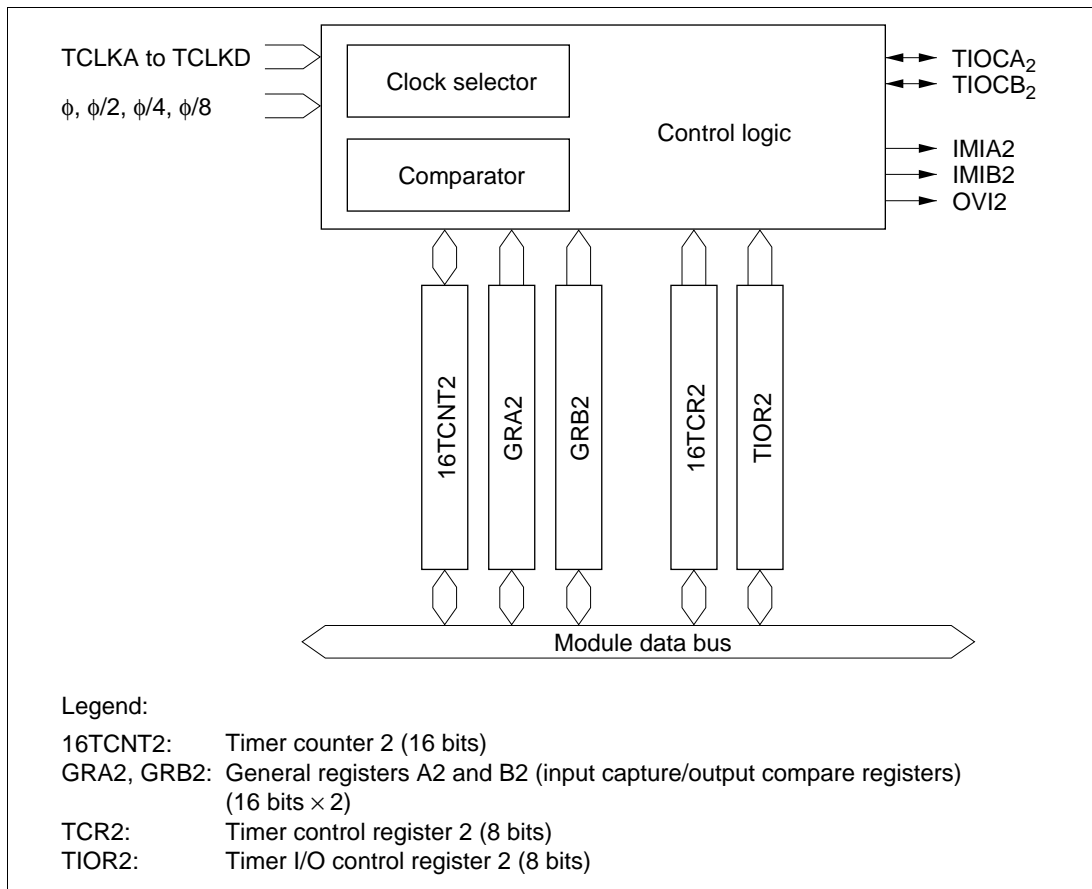 TCLKA to TCLKD
ϕ, ϕ/2, ϕ/4, ϕ/8
Clock selector
Comparator
Control logic
TIOCA2
TIOCB2
IMIA2
IMIB2
OVI2
16TCNT2
GRA2
GRB2
16TCR2
TIOR2
Module data bus
Legend:
16TCNT2: Timer counter 2 (16 bits)
GRA2, GRB2: General registers A2 and B2 (input capture/output compare registers)
(16 bits × 2)
TCR2: Timer control register 2 (8 bits)
TIOR2: Timer I/O control register 2 (8 bits)